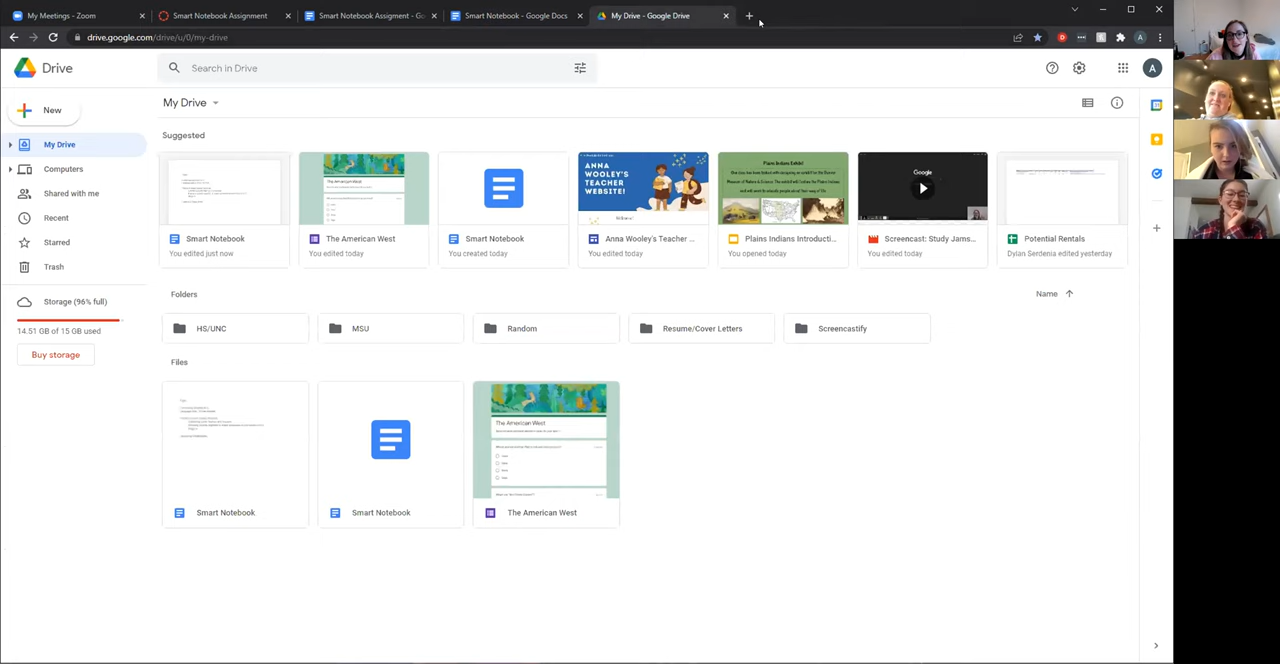 My Meetings - Zoom
Smart Notebook Assignment
Smart Notebook Assigment - Go
Smart Notebook - Google Docs
My Drive - Google Drive
drive.google.com/drive/u/0/my-drive
Drive
Search in Drive
A
New
My Drive
Computers
Shared with me
Recent
Starred
Trash
Storage (96% full)
14.51 GB of 15 GB used
Buy storage
My Drive
Suggested
The American West
ANNA
WOOLEY'S
TEACHER
WEBSITE!
Plains Indians Exhibit
Google
Smart Notebook
You edited just now
The American West
You edited today
Smart Notebook
You created today
Anna Wooley's Teacher ...
You edited today
Plains Indians Introducti...
You opened today
Screencast: Study Jams...
You edited today
Potential Rentals
Dylan Serdenia edited yesterday
Folders
Name
HS/UNC
MSU
Random
Resume/Cover Letters
Screencastify
Files
The American West
Smart Notebook
Smart Notebook
The American West